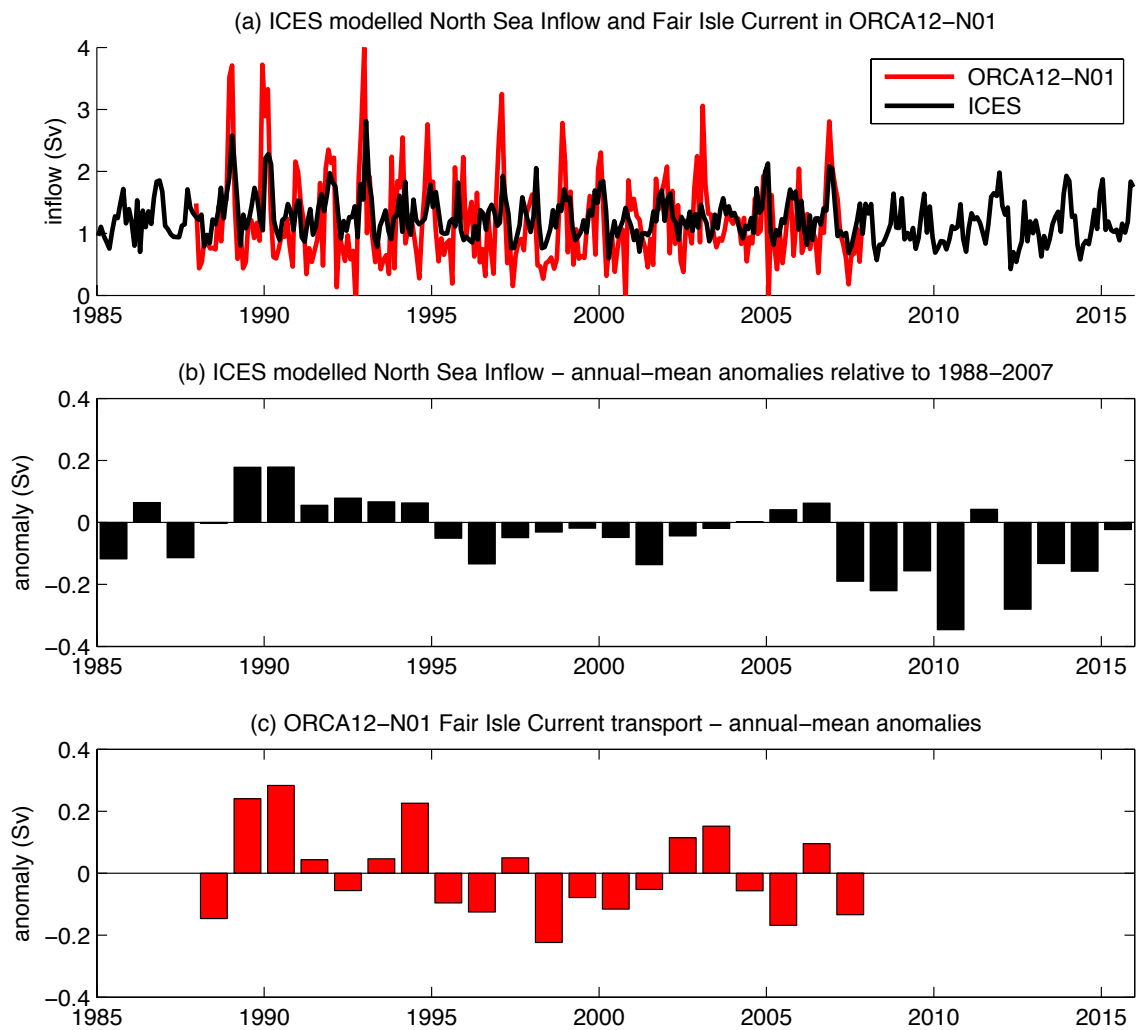 (a) ICES modelled North Sea Inflow and Fair Isle Current in ORCA12−N01
4
3
2
1
0
inflow (Sv)
ORCA12−N01
ICES
1985 1990 1995 2000 2005 2010 2015
(b) ICES modelled North Sea Inflow − annual−mean anomalies relative to 1988−2007
0.4
0.2
0
−0.2
−0.4
anomaly (Sv)
1985 1990 1995 2000 2005 2010 2015
(c) ORCA12−N01 Fair Isle Current transport − annual−mean anomalies
0.4
0.2
0
−0.2
−0.4
anomaly (Sv)
1985 1990 1995 2000 2005 2010 2015